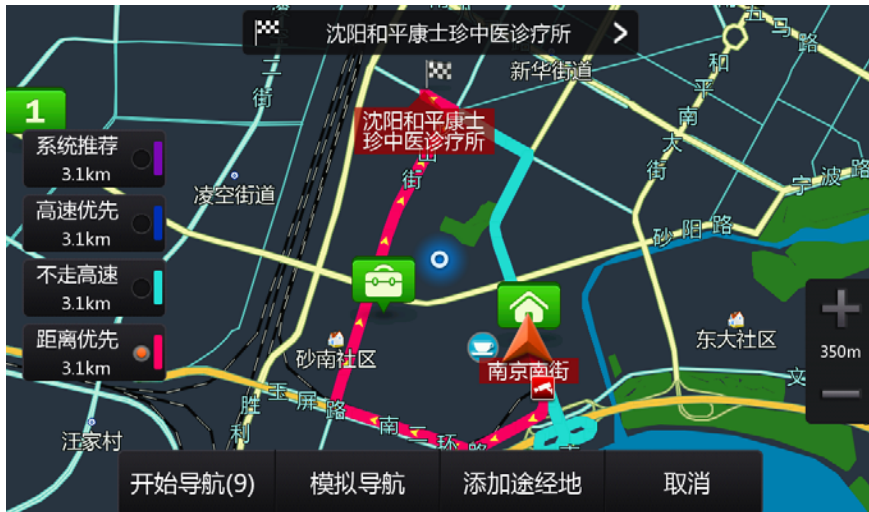 沈阳和平康士珍中医诊疗所
五马路
二街
新华街道
和平南大街
1
沈阳和平康士
珍中医诊疗所
系统推荐
3.1km
山街
凌空街道
宁波路
高速优先
3.1km
砂阳路
不走高速
3.1km
距离优先
3.1km
东大社区
350m
砂南社区
南京南街
文
玉屏路
胜利
南二环路
汪家村
开始导航(9)
模拟导航
添加途经地
取消